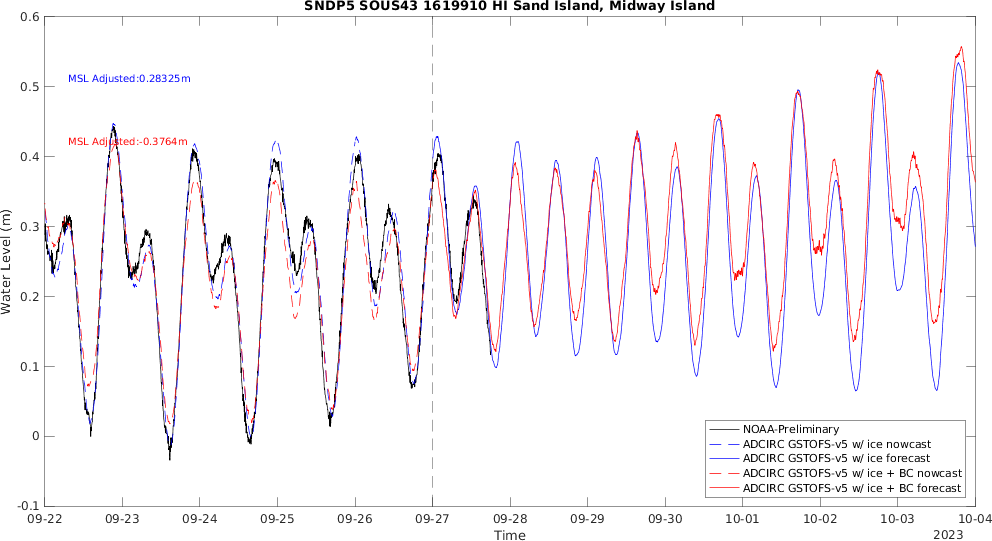 SNDP5 SOUS43 1619910 HI Sand Island, Midway Island
0.6
0.5
0.4
0.3
0.2
0.1
0
-0.1
Water Level (m)
MSL Adjusted:0.28325m
MSL Adjusted:-0.3764m
NOAA-Preliminary
ADCIRC GSTOFS-v5 w/ ice nowcast
ADCIRC GSTOFS-v5 w/ ice forecast
ADCIRC GSTOFS-v5 w/ ice + BC nowcast
ADCIRC GSTOFS-v5 w/ ice + BC forecast
09-22 09-23 09-24 09-25 09-26 09-27 09-28 09-29 09-30 10-01 10-02 10-03 10-04
Time
2023